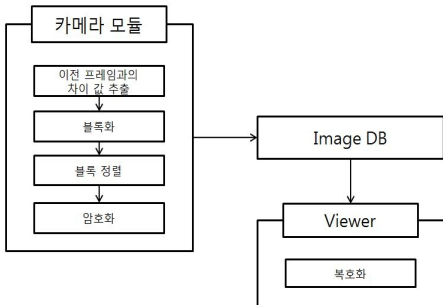 카메라 모듈
이전 프레임과의
차이 값 추출
블록화
블록 정렬
암호화
Image DB
Viewer
복호화